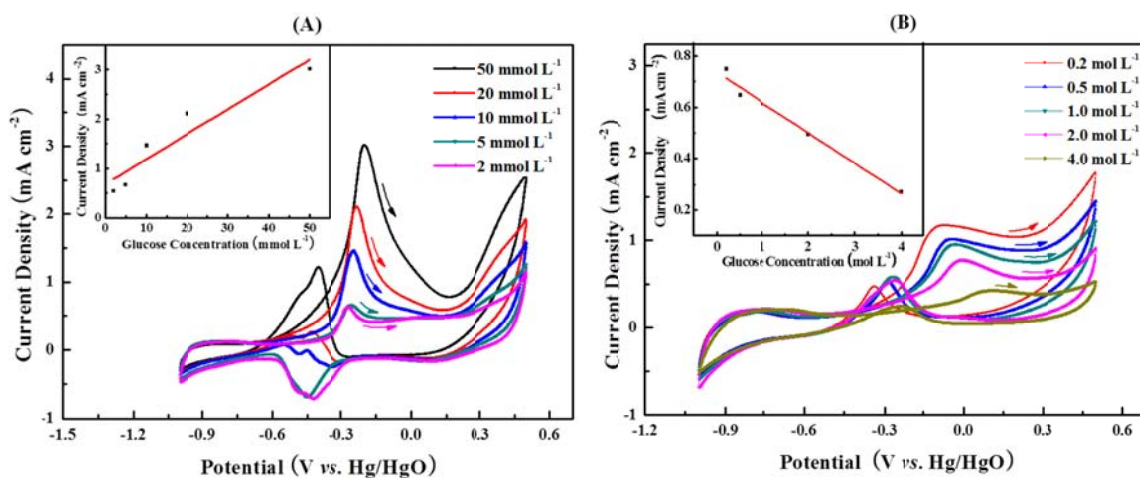 (A)
4
3
2
1
0
-1
Current Density (mA cm-2)
-1.5
-1.2
-0.9
-0.6
-0.3
0.0
0.3
0.6
Potential (V vs. Hg/HgO)
50 mmol L-1
20 mmol L-1
10 mmol L-1
5 mmol L-1
2 mmol L-1
Current Density (mA cm-2)
3
2
1
0
10
20
30
40
50
Glucose Concentration (mmol L-1)
(B)
3
2
1
0
-1
Current Density (mA cm-2)
-1.2
-0.9
-0.6
-0.3
0.0
0.3
0.6
Potential (V vs. Hg/HgO)
0.2 mol L-1
0.5 mol L-1
1.0 mol L-1
2.0 mol L-1
4.0 mol L-1
Current Density (mA cm-2)
0.8
0.6
0.4
0.2
0
1
2
3
4
Glucose Concentration (mol L-1)